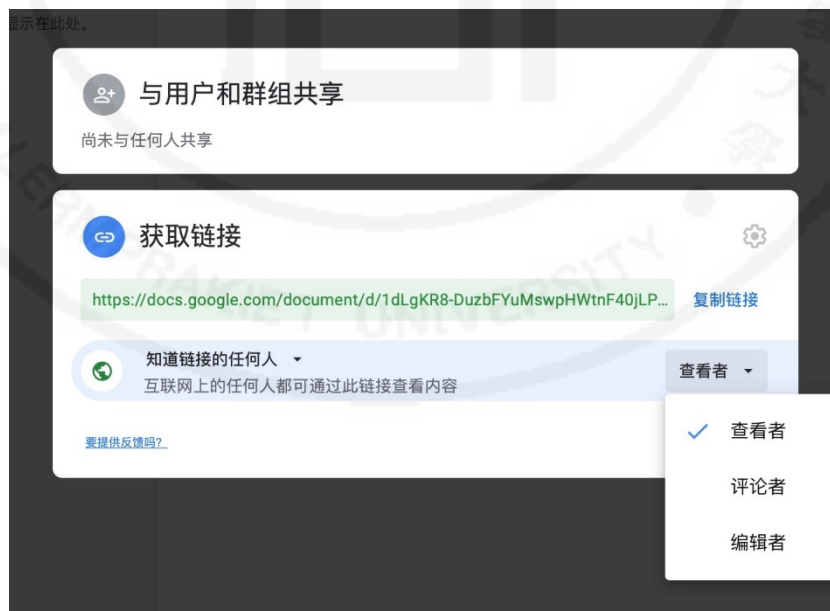 显示在此处。
与用户和群组共享
尚未与任何人共享
获取链接
https://docs.google.com/document/d/1dLgKR8-DuzbFYuMswpHWtnF40jLP...
复制链接
知道链接的任何人
查看者
互联网上的任何人都可通过此链接查看内容
要提供反馈吗?
查看者
评论者
编辑者
UNIVERSITY